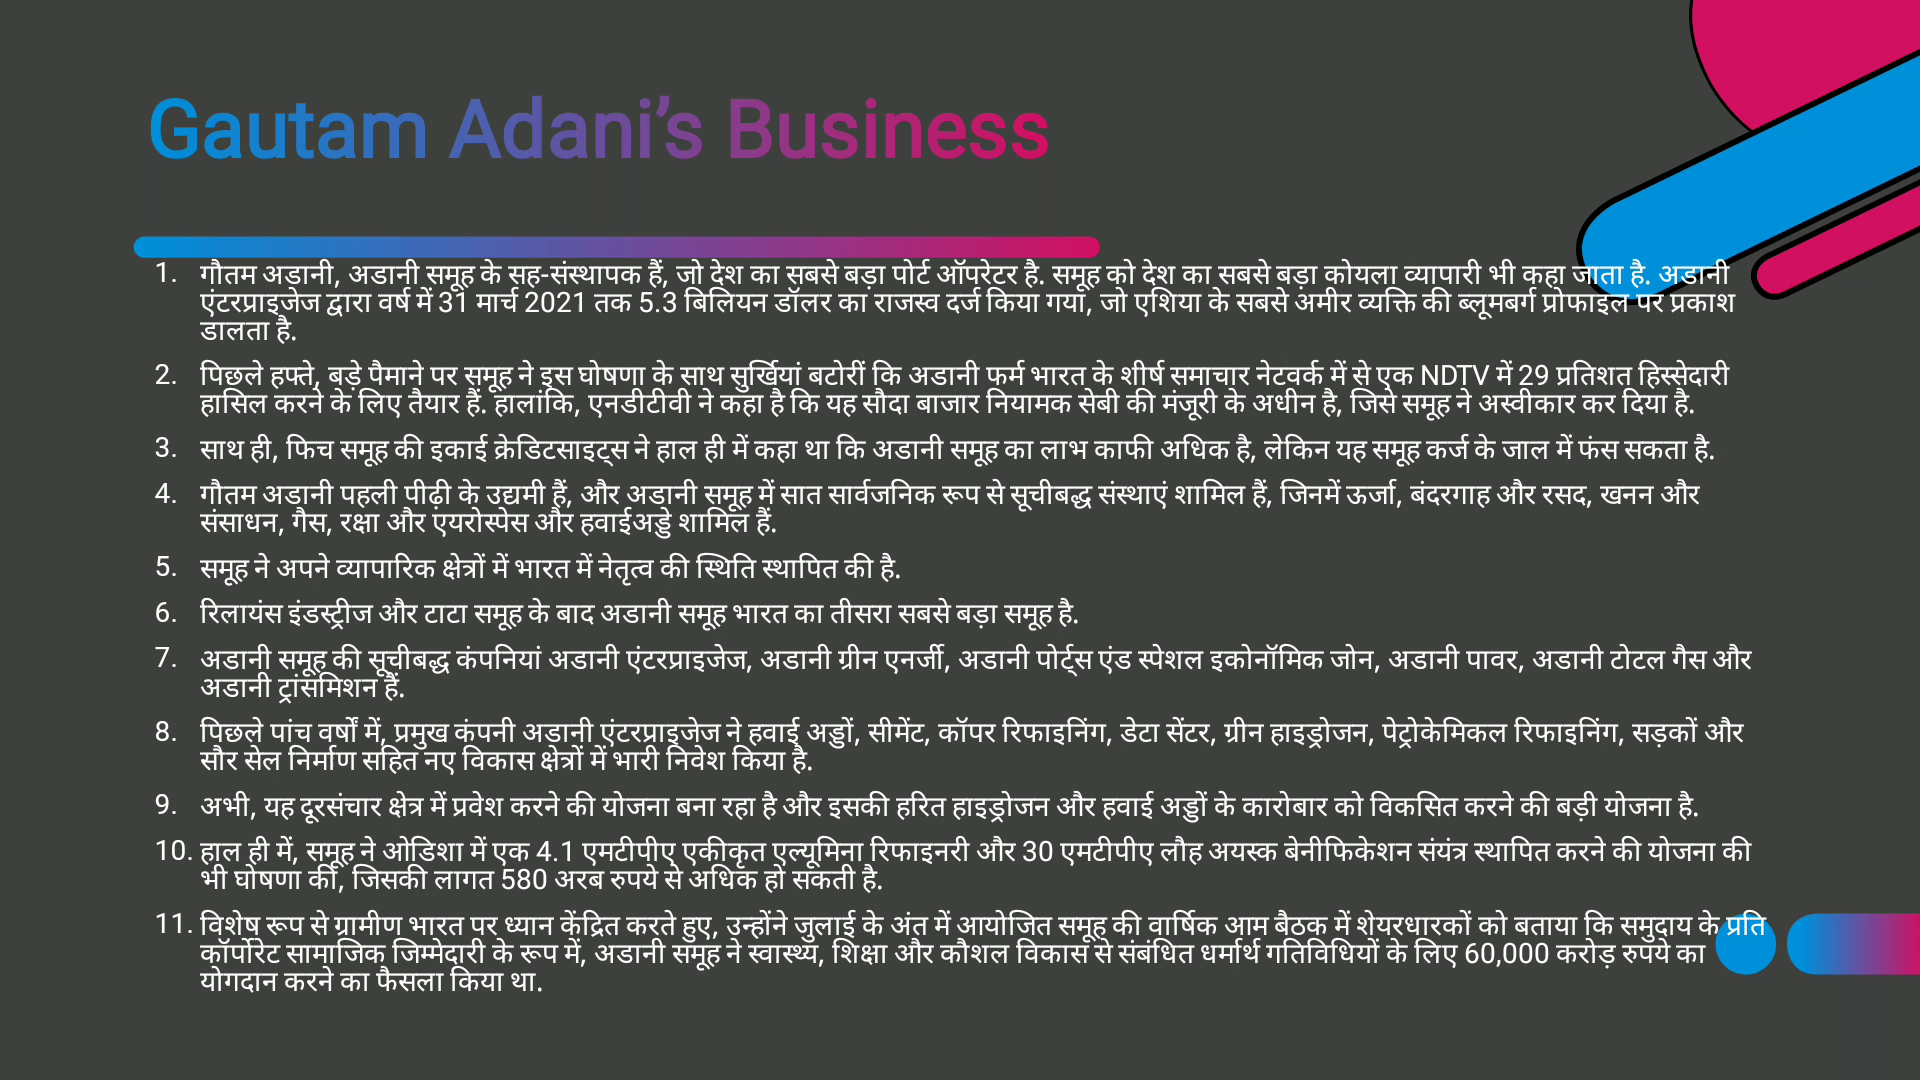 Gautam Adani’s Business
1. गौतम अडानी, अडानी समूह के सह-संस्थापक हैं, जो देश का सबसे बड़ा पोर्ट ऑपरेटर है. समूह को देश का सबसे बड़ा कोयला व्यापारी भी कहा जाता है. अडानी
एंटरप्राइजेज द्वारा वर्ष में 31 मार्च 2021 तक 5.3 बिलियन डॉलर का राजस्व दर्ज किया गया, जो एशिया के सबसे अमीर व्यक्ति की ब्लूमबर्ग प्रोफाइल पर प्रकाश
डालता है.
2. पिछले हफ्ते, बड़े पैमाने पर समूह ने इस घोषणा के साथ सुर्खियां बटोरीं कि अडानी फर्म भारत के शीर्ष समाचार नेटवर्क में से एक NDTV में 29 प्रतिशत हिस्सेदारी
हासिल करने के लिए तैयार हैं. हालांकि, एनडीटीवी ने कहा है कि यह सौदा बाजार नियामक सेबी की मंजूरी के अधीन है, जिसे समूह ने अस्वीकार कर दिया है.
3. साथ ही, फिच समूह की इकाई क्रेडिटसाइट्स ने हाल ही में कहा था कि अडानी समूह का लाभ काफी अधिक है, लेकिन यह समूह कर्ज के जाल में फंस सकता है.
4. गौतम अडानी पहली पीढ़ी के उद्यमी हैं, और अडानी समूह में सात सार्वजनिक रूप से सूचीबद्ध संस्थाएं शामिल हैं, जिनमें ऊर्जा, बंदरगाह और रसद, खनन और
संसाधन, गैस, रक्षा और एयरोस्पेस और हवाईअड्डे शामिल हैं.
5. समूह ने अपने व्यापारिक क्षेत्रों में भारत में नेतृत्व की स्थिति स्थापित की है.
6. रिलायंस इंडस्ट्रीज और टाटा समूह के बाद अडानी समूह भारत का तीसरा सबसे बड़ा समूह है.
7. अडानी समूह की सूचीबद्ध कंपनियां अडानी एंटरप्राइजेज, अडानी ग्रीन एनर्जी, अडानी पोर्ट्स एंड स्पेशल इकोनॉमिक जोन, अडानी पावर, अडानी टोटल गैस और
अडानी ट्रांसमिशन हैं.
8. पिछले पांच वर्षों में, प्रमुख कंपनी अडानी एंटरप्राइजेज ने हवाई अड्डों, सीमेंट, कॉपर रिफाइनिंग, डेटा सेंटर, ग्रीन हाइड्रोजन, पेट्रोकेमिकल रिफाइनिंग, सड़कों और
सौर सेल निर्माण सहित नए विकास क्षेत्रों में भारी निवेश किया है.
9. अभी, यह दूरसंचार क्षेत्र में प्रवेश करने की योजना बना रहा है और इसकी हरित हाइड्रोजन और हवाई अड्डों के कारोबार को विकसित करने की बड़ी योजना है.
10. हाल ही में, समूह ने ओडिशा में एक 4.1 एमटीपीए एकीकृत एल्यूमिना रिफाइनरी और 30 एमटीपीए लौह अयस्क बेनीफिकेशन संयंत्र स्थापित करने की योजना की
भी घोषणा की, जिसकी लागत 580 अरब रुपये से अधिक हो सकती है.
11. विशेष रूप से ग्रामीण भारत पर ध्यान केंद्रित करते हुए, उन्होंने जुलाई के अंत में आयोजित समूह की वार्षिक आम बैठक में शेयरधारकों को बताया कि समुदाय के प्रति
कॉर्पोरेट सामाजिक जिम्मेदारी के रूप में, अडानी समूह ने स्वास्थ्य, शिक्षा और कौशल विकास से संबंधित धर्मार्थ गतिविधियों के लिए 60,000 करोड़ रुपये का
योगदान करने का फैसला किया था.